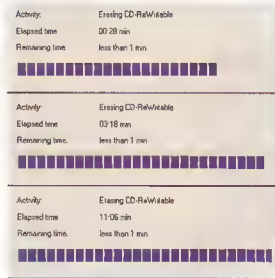 Activity: Erasing CD-ReWritable
Elapsed time 00:28 min
Remaining time. less than 1 min
Activity Erasing CD-ReWritable
Elapsed time 03:18 min
Remaining time. less than 1 min
Activity Erasing CD-ReWritable
Elapsed time 11:06 min
Remaining time. less than 1 min